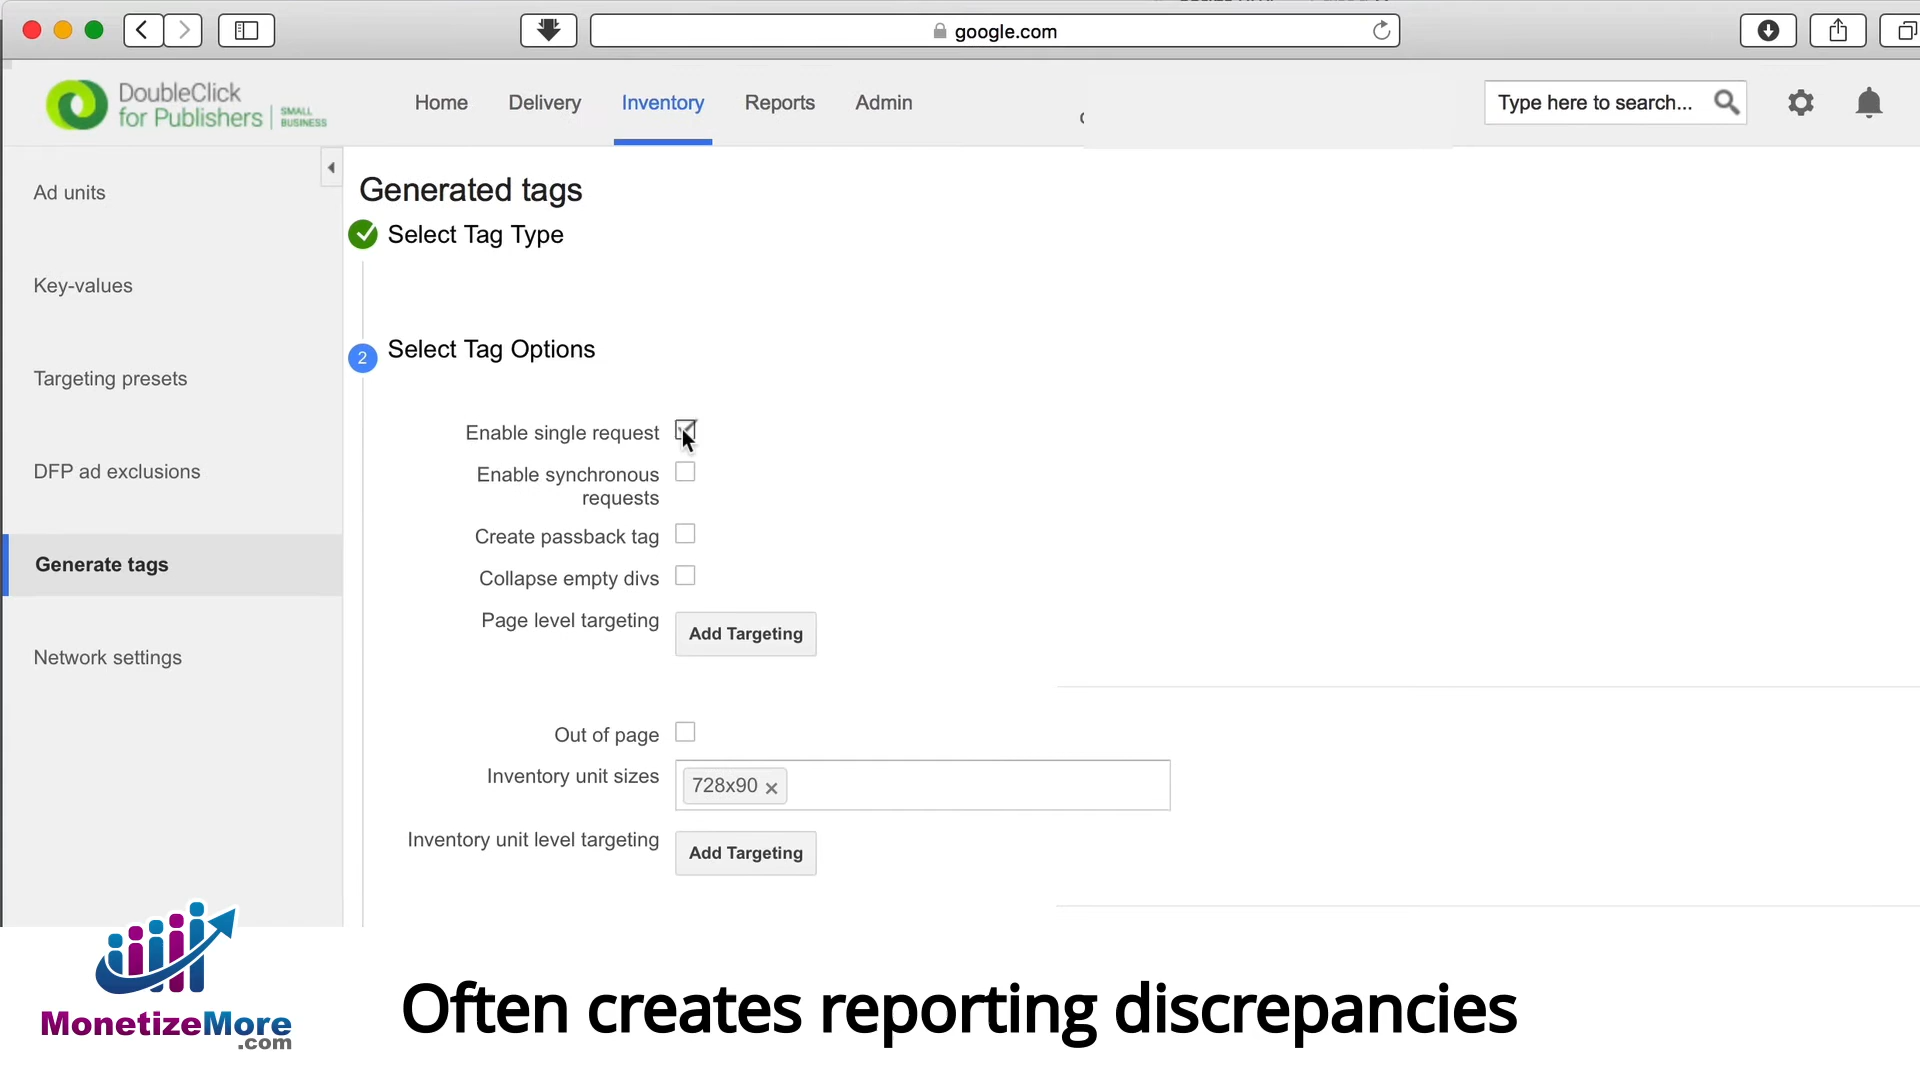 google.com
DoubleClick
for Publishers
SMALL
BUSINESS
Home
Delivery
Inventory
Reports
Admin
Type here to search...
Ad units
Key-values
Targeting presets
DFP ad exclusions
Generate tags
Network settings
Generated tags
Select Tag Type
2
Select Tag Options
Enable single request
Enable synchronous
requests
Create passback tag
Collapse empty divs
Page level targeting
Add Targeting
Out of page
Inventory unit sizes
728x90
Inventory unit level targeting
Add Targeting
MonetizeMore
.com
Often creates reporting discrepancies